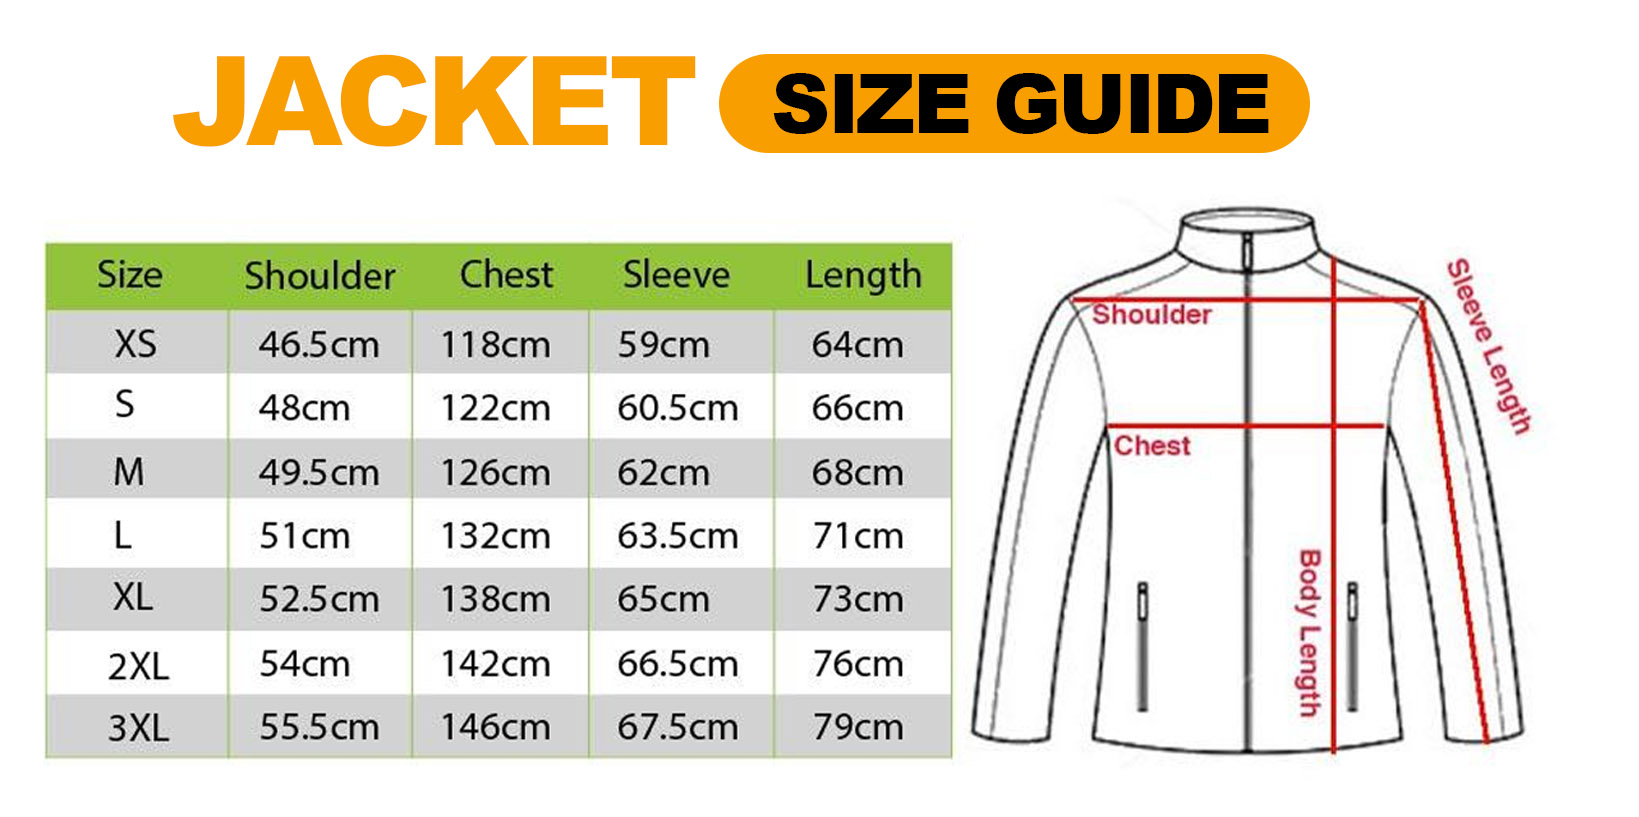 JACKET SIZE GUIDE
Size Shoulder Chest Sleeve Length
XS 46.5cm 118cm 59cm 64cm
S 48cm 122cm 60.5cm 66cm
M 49.5cm 126cm 62cm 68cm
L 51cm 132cm 63.5cm 71cm
XL 52.5cm 138cm 65cm 73cm
2XL 54cm 142cm 66.5cm 76cm
3XL 55.5cm 146cm 67.5cm 79cm
Shoulder
Sleeve Length
Chest
Body Length